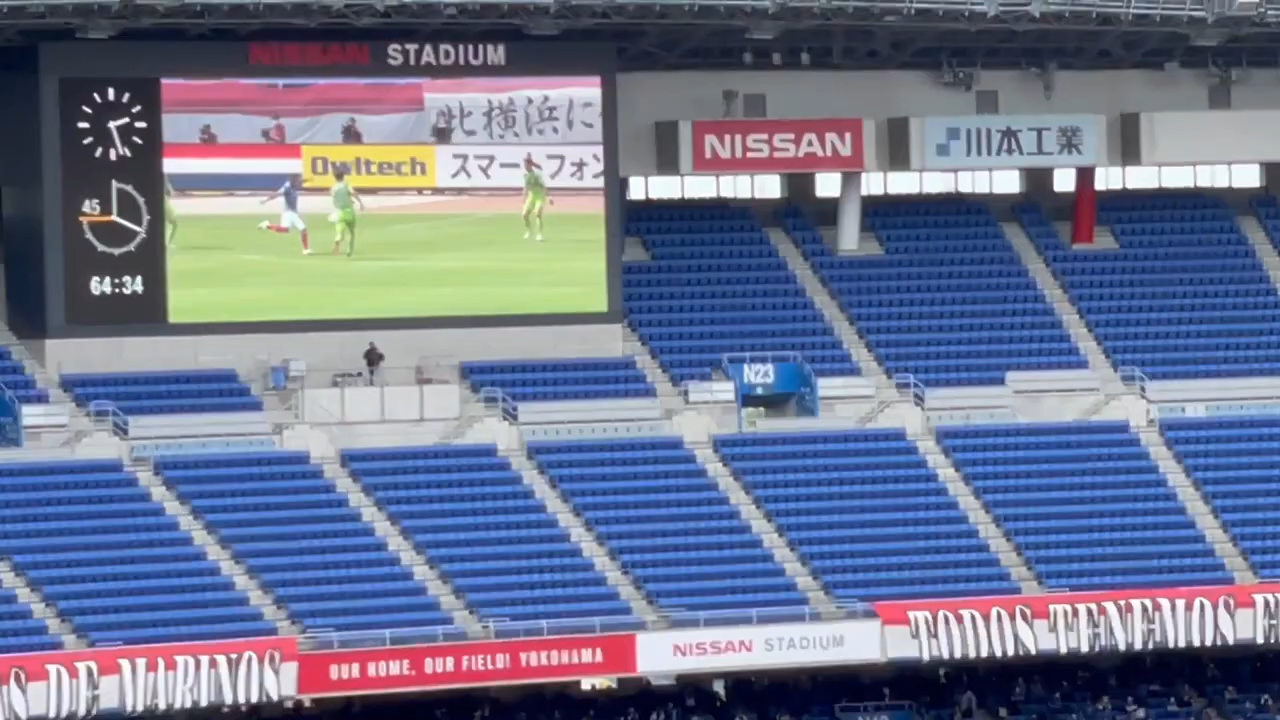 NISSAN STADIUM
北横浜に
Owltech
スマートフォン
45
64:34
NISSAN
川本工業
N23
TODOS TENEMOS
DE MARINOS
OUR HOME, OUR FIELD! YOKOHAMA
NISSAN STADIUM